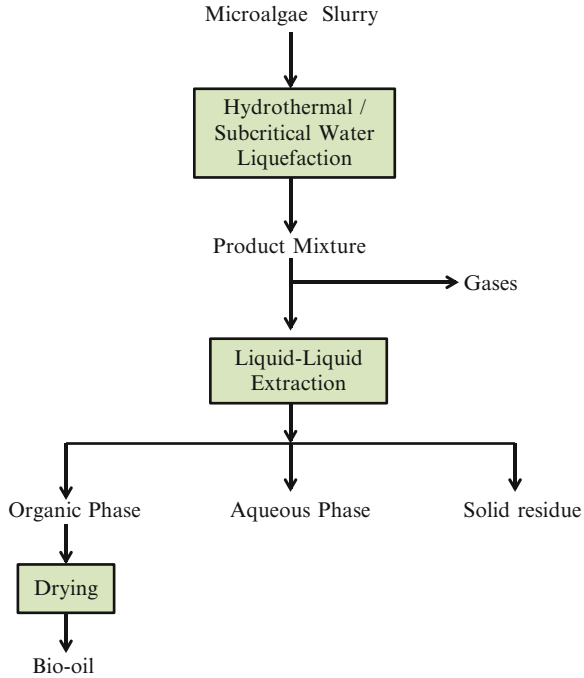 Microalgae Slurry
Hydrothermal /
Subcritical Water
Liquefaction
Product Mixture
Gases
Liquid-Liquid
Extraction
Organic Phase
Aqueous Phase
Solid residue
Drying
Bio-oil